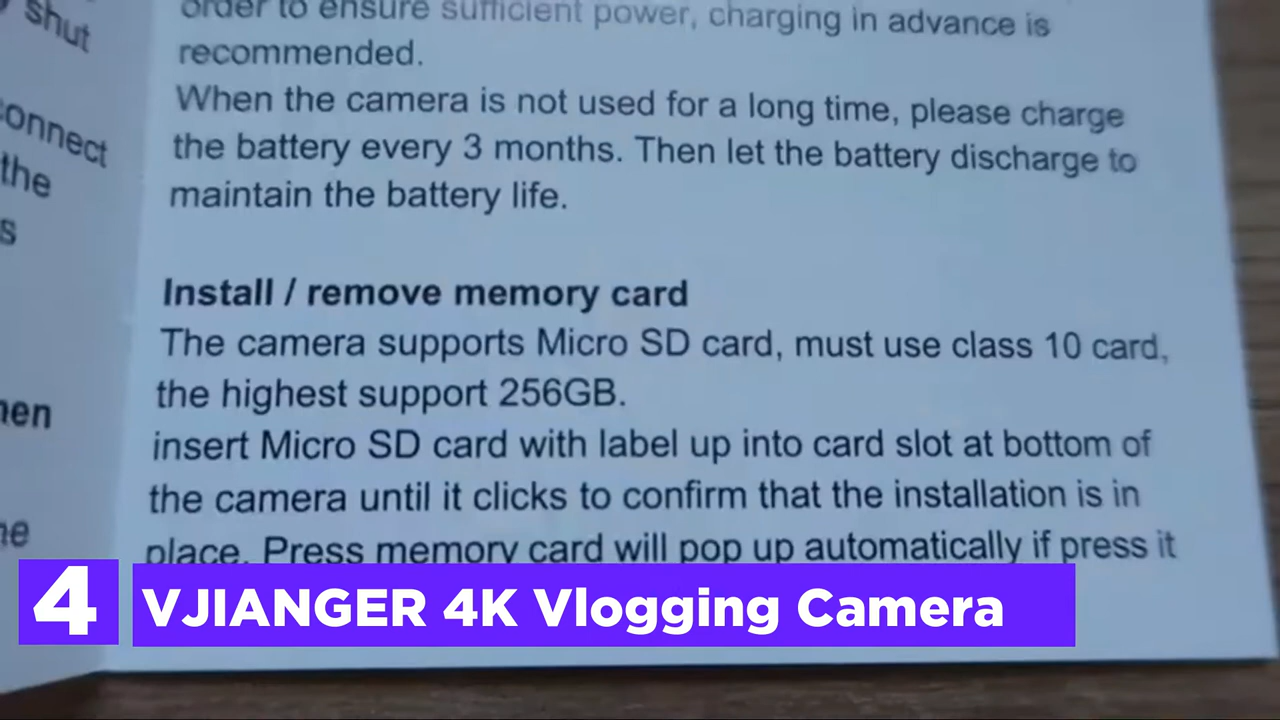 shut
connect
the
s
order to ensure sufficient power, charging in advance is
recommended.
When the camera is not used for a long time, please charge
the battery every 3 months. Then let the battery discharge to
maintain the battery life.
Install / remove memory card
The camera supports Micro SD card, must use class 10 card,
the highest support 256GB.
insert Micro SD card with label up into card slot at bottom of
the camera until it clicks to confirm that the installation is in
place. Press memory card will pop up automatically if press it
4 VJIANGER 4K Vlogging Camera